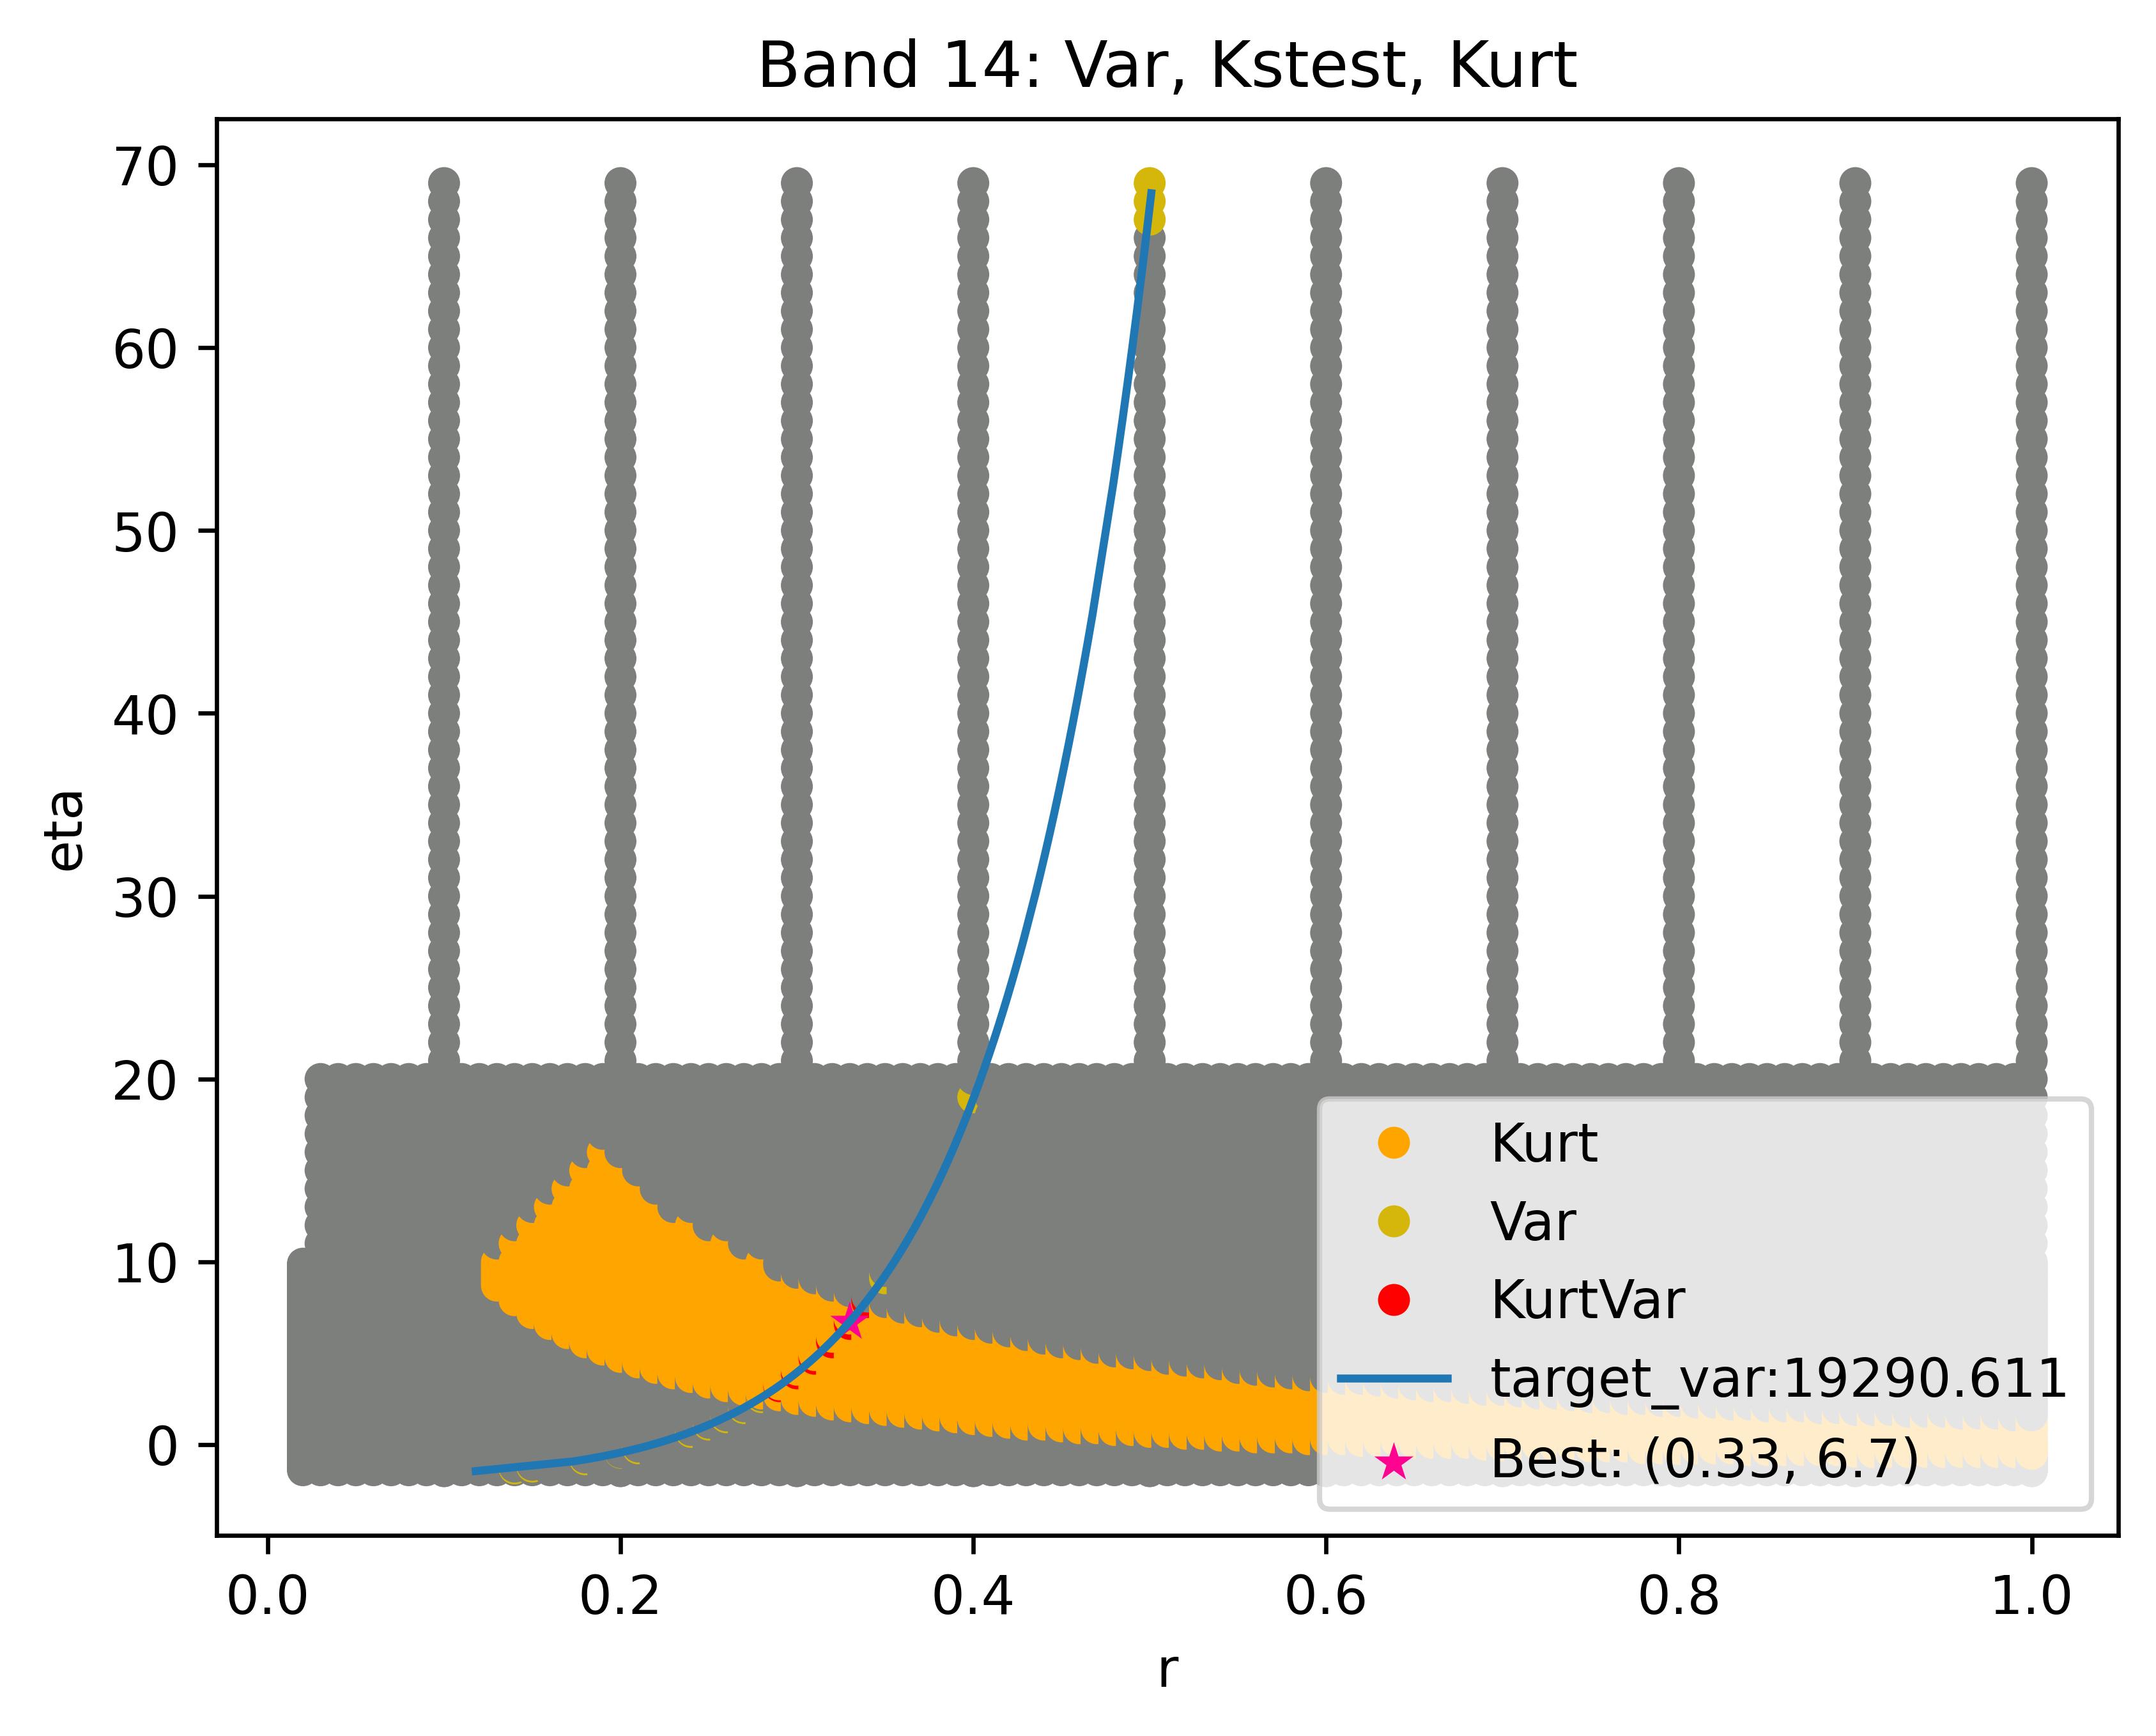 Band 14: Var, Kstest, Kurt
70
60
50
40
30
20
10
0
eta
Kurt
Var
KurtVar
target_var:19290.611
Best: (0.33, 6.7)
0.0 0.2 0.4 0.6 0.8 1.0
r